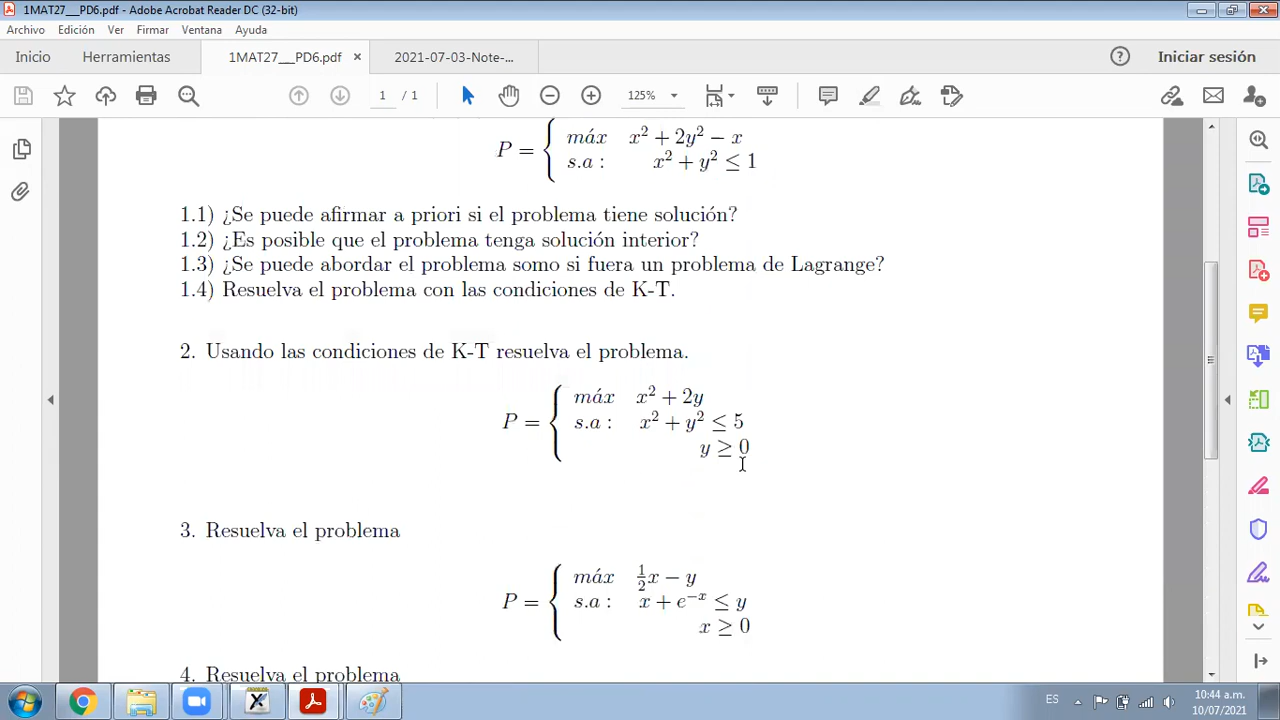 1MAT27__PD6.pdf - Adobe Acrobat Reader DC (32-bit)
Archivo Edición Ver Firmar Ventana Ayuda
Inicio Herramientas 1MAT27__PD6.pdf × 2021-07-03-Note-... Iniciar sesión
1 / 1 125%
P = { máx x² + 2y² − x
s.a : x² + y² ≤ 1
1.1) ¿Se puede afirmar a priori si el problema tiene solución?
1.2) ¿Es posible que el problema tenga solución interior?
1.3) ¿Se puede abordar el problema somo si fuera un problema de Lagrange?
1.4) Resuelva el problema con las condiciones de K-T.
2. Usando las condiciones de K-T resuelva el problema.
P = { máx x² + 2y
s.a : x² + y² ≤ 5
y ≥ 0
3. Resuelva el problema
P = { máx ½x − y
s.a : x + e⁻ˣ ≤ y
x ≥ 0
4. Resuelva el problema
ES 10:44 a.m.
10/07/2021